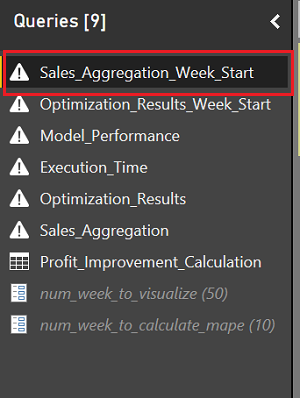 Queries [9]
Sales_Aggregation_Week_Start
Optimization_Results_Week_Start
Model_Performance
Execution_Time
Optimization_Results
Sales_Aggregation
Profit_Improvement_Calculation
num_week_to_visualize (50)
num_week_to_calculate_mape (10)